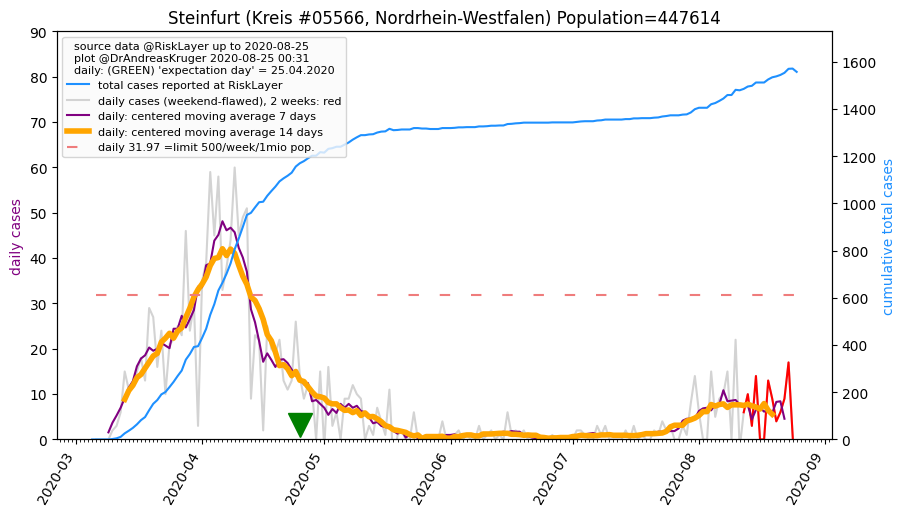 Steinfurt (Kreis #05566, Nordrhein-Westfalen) Population=447614
source data @RiskLayer up to 2020-08-25
plot @DrAndreasKruger 2020-08-25 00:31
daily: (GREEN) 'expectation day' = 25.04.2020
total cases reported at RiskLayer
daily cases (weekend-flawed), 2 weeks: red
daily: centered moving average 7 days
daily: centered moving average 14 days
daily 31.97 =limit 500/week/1mio pop.
daily cases
90
80
70
60
50
40
30
20
10
0
1600
1400
1200
1000
800
600
400
200
0
cumulative total cases
2020-03
2020-04
2020-05
2020-06
2020-07
2020-08
2020-09